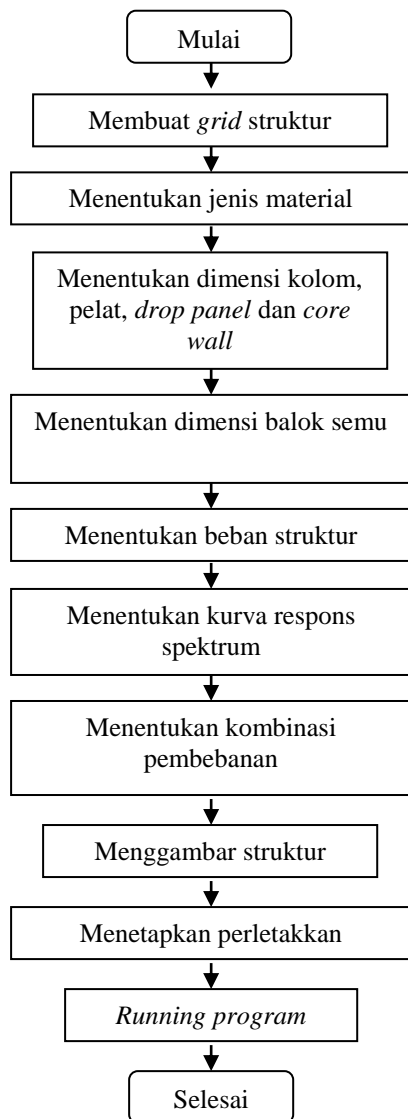 Mulai
Membuat grid struktur
Menentukan jenis material
Menentukan dimensi kolom,
pelat, drop panel dan core
wall
Menentukan dimensi balok semu
Menentukan beban struktur
Menentukan kurva respons
spektrum
Menentukan kombinasi
pembebanan
Menggambar struktur
Menetapkan perletakkan
Running program
Selesai